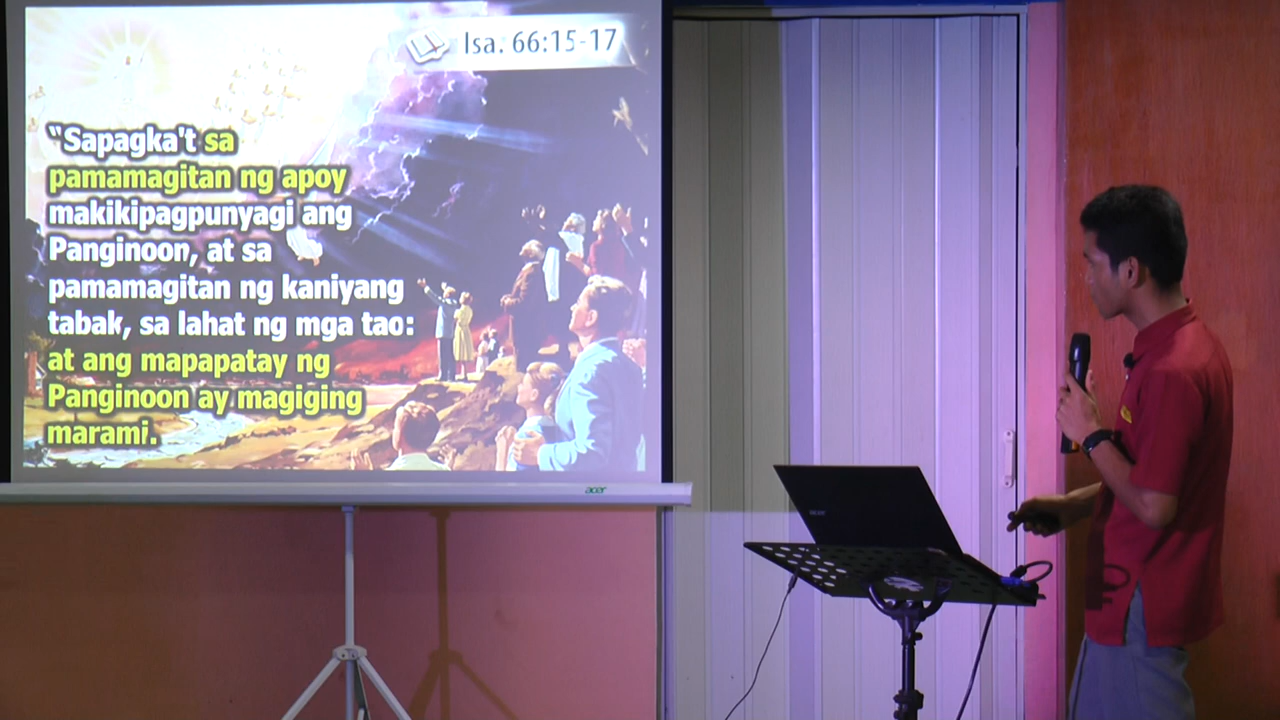 Isa. 66:15-17
“Sapagka't sa
pamamagitan ng apoy
makikipagpunyagi ang
Panginoon, at sa
pamamagitan ng kaniyang
tabak, sa lahat ng mga tao:
at ang mapapatay ng
Panginoon ay magiging
marami.
acer
acer